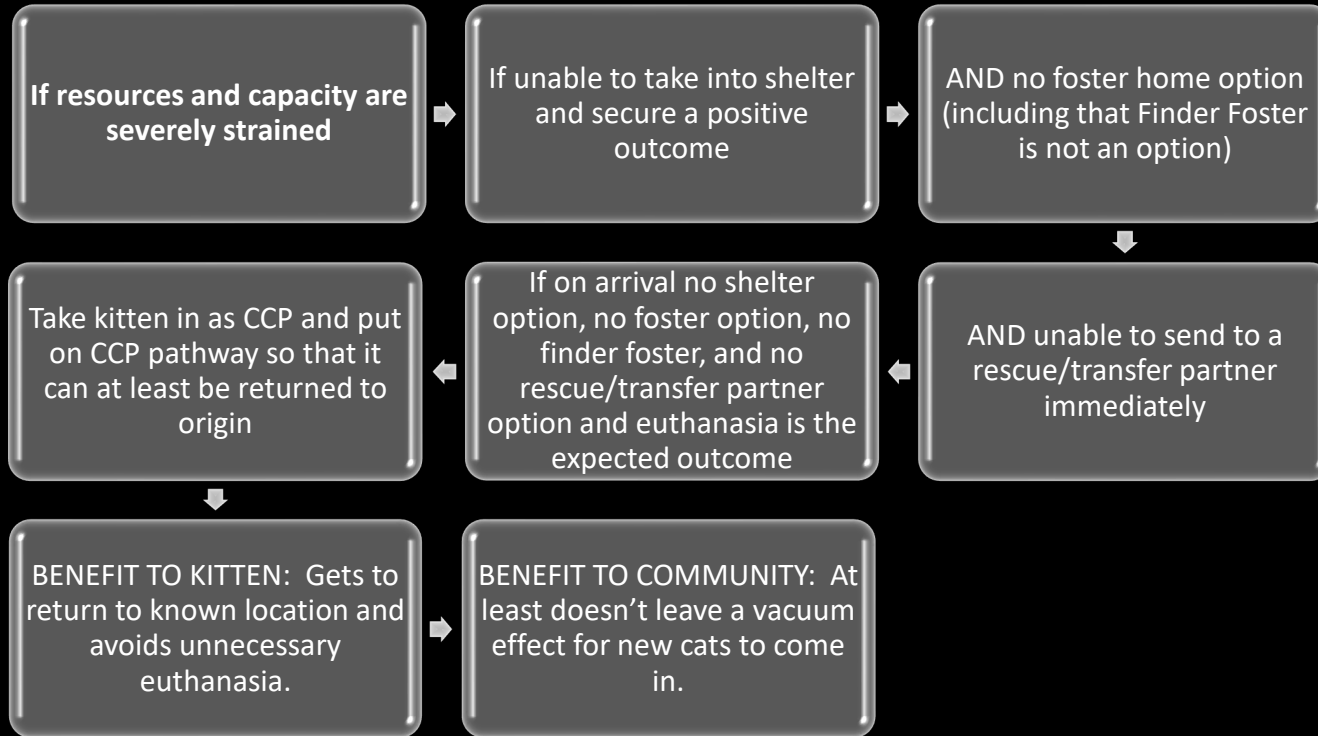 If resources and capacity are
severely strained
If unable to take into shelter
and secure a positive
outcome
AND no foster home option
(including that Finder Foster
is not an option)
AND unable to send to a
rescue/transfer partner
immediately
If on arrival no shelter
option, no foster option, no
finder foster, and no
rescue/transfer partner
option and euthanasia is the
expected outcome
Take kitten in as CCP and put
on CCP pathway so that it
can at least be returned to
origin
BENEFIT TO KITTEN:  Gets to
return to known location and
avoids unnecessary
euthanasia.
BENEFIT TO COMMUNITY:  At
least doesn’t leave a vacuum
effect for new cats to come
in.